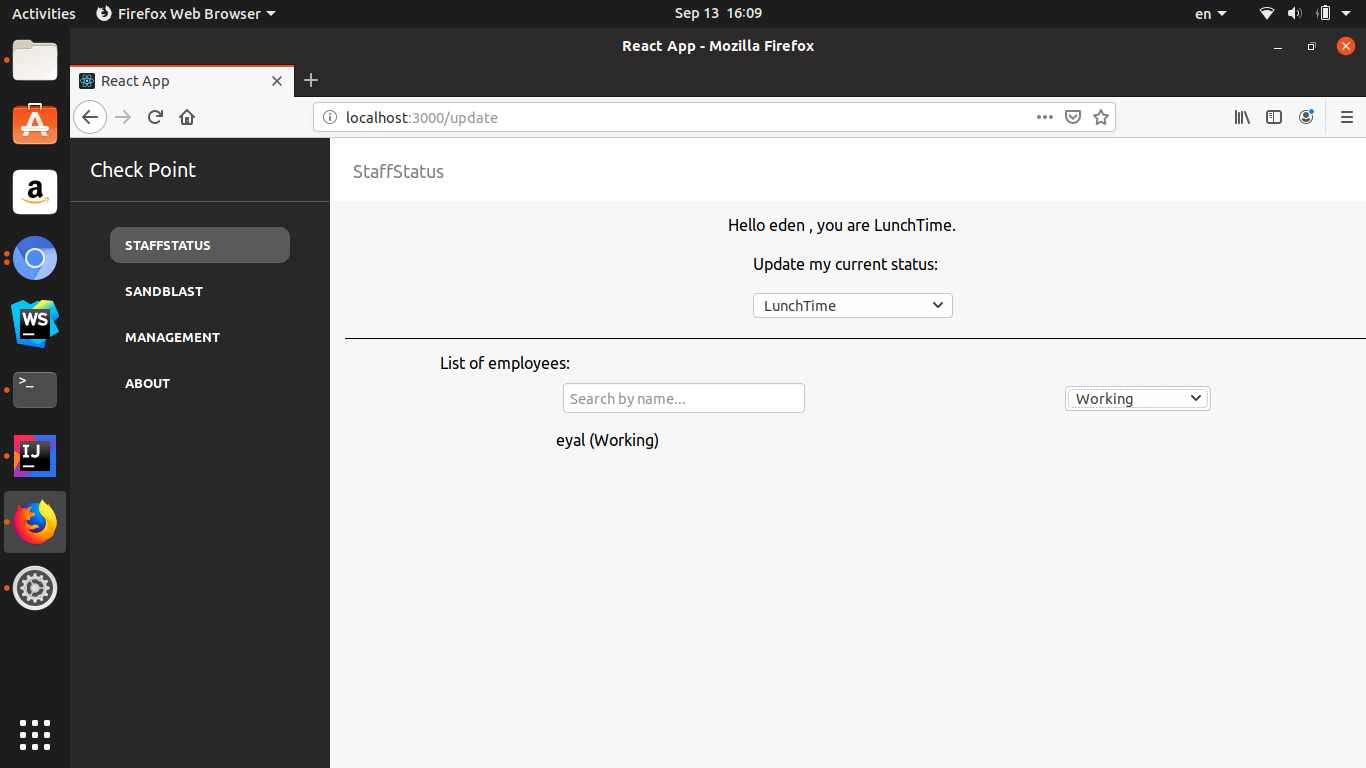 Activities Firefox Web Browser Sep 13 16:09 en
React App - Mozilla Firefox
React App
localhost:3000/update
Check Point
StaffStatus
STAFFSTATUS
SANDBLAST
MANAGEMENT
ABOUT
Hello eden , you are LunchTime.
Update my current status:
LunchTime
List of employees:
Search by name... Working
eyal (Working)
a
WS
>_
IJ